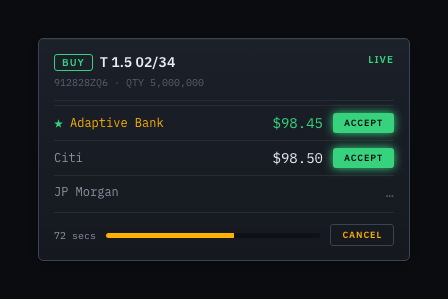 BUY T 1.5 02/34 LIVE
912828ZQ6 · QTY 5,000,000
★ Adaptive Bank $98.45 ACCEPT
Citi $98.50 ACCEPT
JP Morgan …
72 secs CANCEL